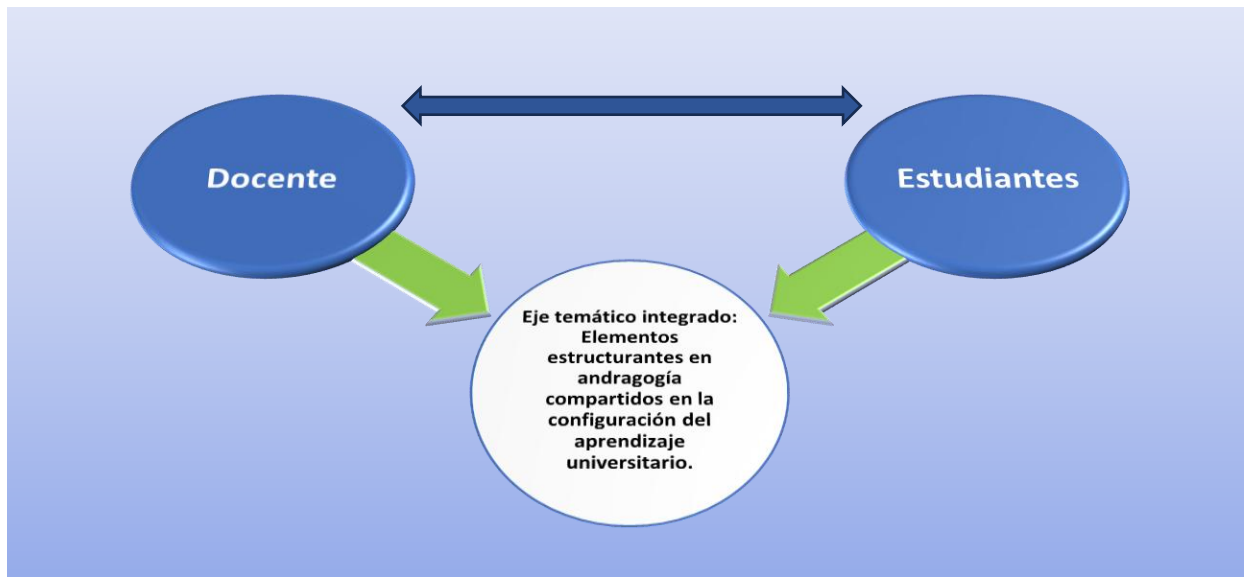 Docente
Estudiantes
Eje temático integrado:
Elementos
estructurantes en
andragogía
compartidos en la
configuración del
aprendizaje
universitario.